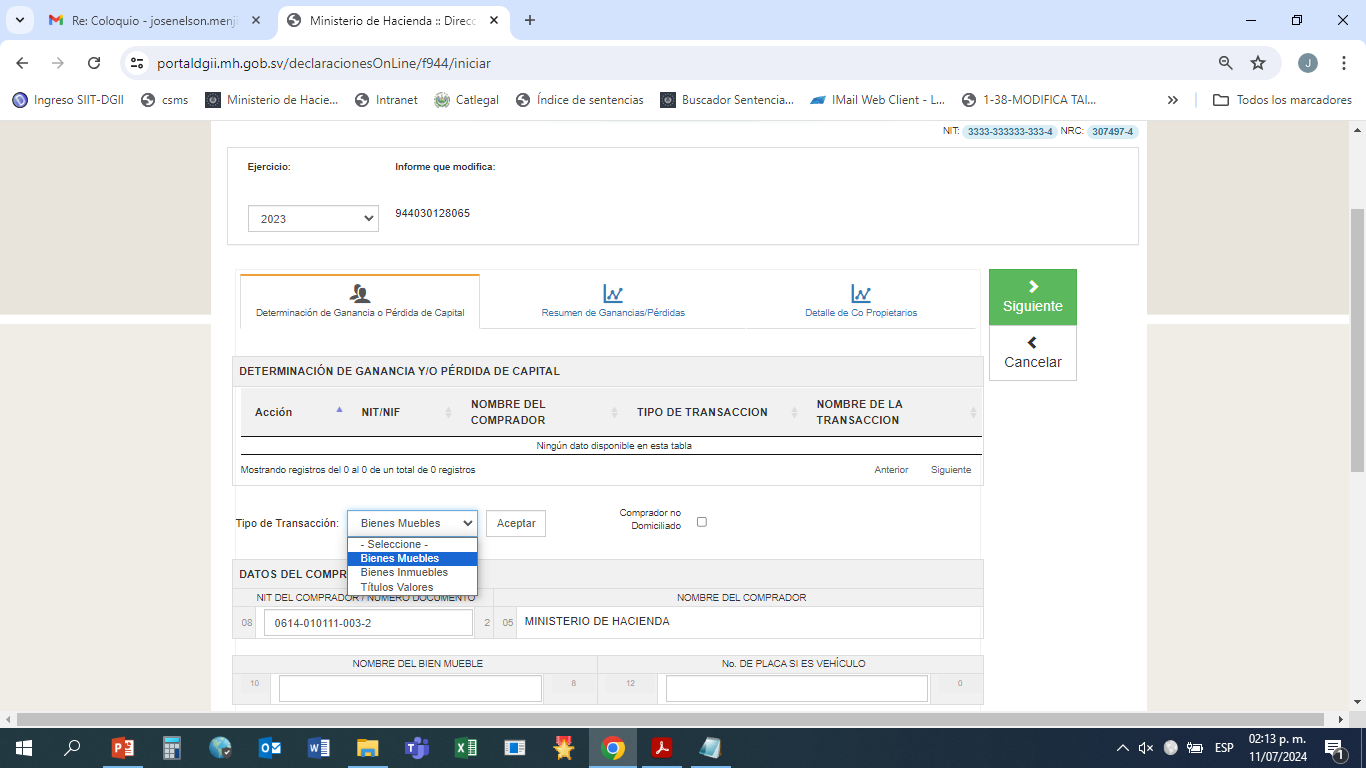 Re: Coloquio - josenelson.menji
Ministerio de Hacienda :: Direcc
portaldgii.mh.gob.sv/declaracionesOnLine/f944/iniciar
J
Ingreso SIIT-DGII
csms
Ministerio de Hacie...
Intranet
Catlegal
Índice de sentencias
Buscador Sentencia...
IMail Web Client - L...
1-38-MODIFICA TAI...
Todos los marcadores
NIT: 3333-333333-333-4 NRC: 307497-4
Ejercicio:
Informe que modifica:
2023
944030128065
Determinación de Ganancia o Pérdida de Capital
Resumen de Ganancias/Pérdidas
Detalle de Co Propietarios
Siguiente
Cancelar
DETERMINACIÓN DE GANANCIA Y/O PÉRDIDA DE CAPITAL
Acción
NIT/NIF
NOMBRE DEL
COMPRADOR
TIPO DE TRANSACCION
NOMBRE DE LA
TRANSACCION
Ningún dato disponible en esta tabla
Mostrando registros del 0 al 0 de un total de 0 registros
Anterior
Siguiente
Tipo de Transacción:
Bienes Muebles
Aceptar
Comprador no
Domiciliado
- Seleccione -
Bienes Muebles
Bienes Inmuebles
Títulos Valores
DATOS DEL COMPR
NIT DEL COMPRADOR / NUMERO DOCUMENTO
NOMBRE DEL COMPRADOR
08
0614-010111-003-2
2
05
MINISTERIO DE HACIENDA
NOMBRE DEL BIEN MUEBLE
No. DE PLACA SI ES VEHÍCULO
10
8
12
0
ESP
02:13 p. m.
11/07/2024
1